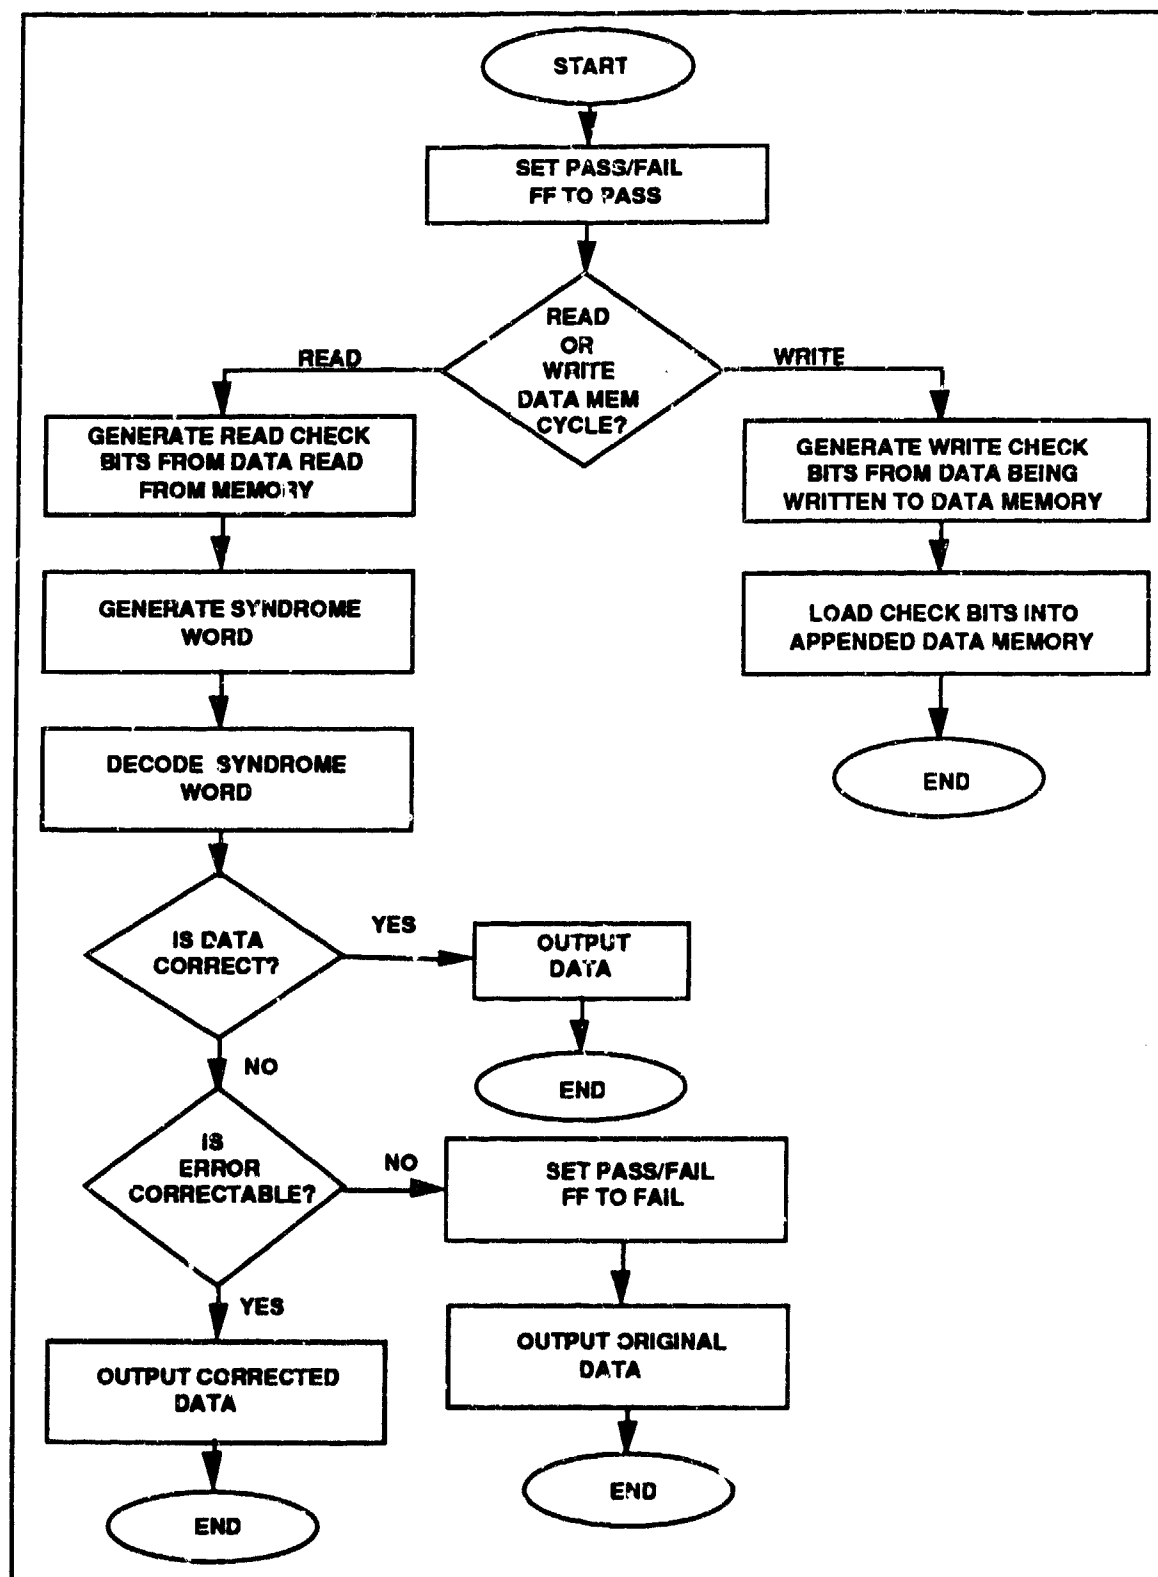 START
SET PASS/FAIL
FF TO PASS
READ
OR
WRITE
DATA MEM
CYCLE?
READ
WRITE
GENERATE READ CHECK
BITS FROM DATA READ
FROM MEMORY
GENERATE WRITE CHECK
BITS FROM DATA BEING
WRITTEN TO DATA MEMORY
GENERATE SYNDROME
WORD
LOAD CHECK BITS INTO
APPENDED DATA MEMORY
DECODE SYNDROME
WORD
END
IS DATA
CORRECT?
YES
OUTPUT
DATA
NO
END
IS
ERROR
CORRECTABLE?
NO
SET PASS/FAIL
FF TO FAIL
YES
OUTPUT CORRECTED
DATA
OUTPUT ORIGINAL
DATA
END
END